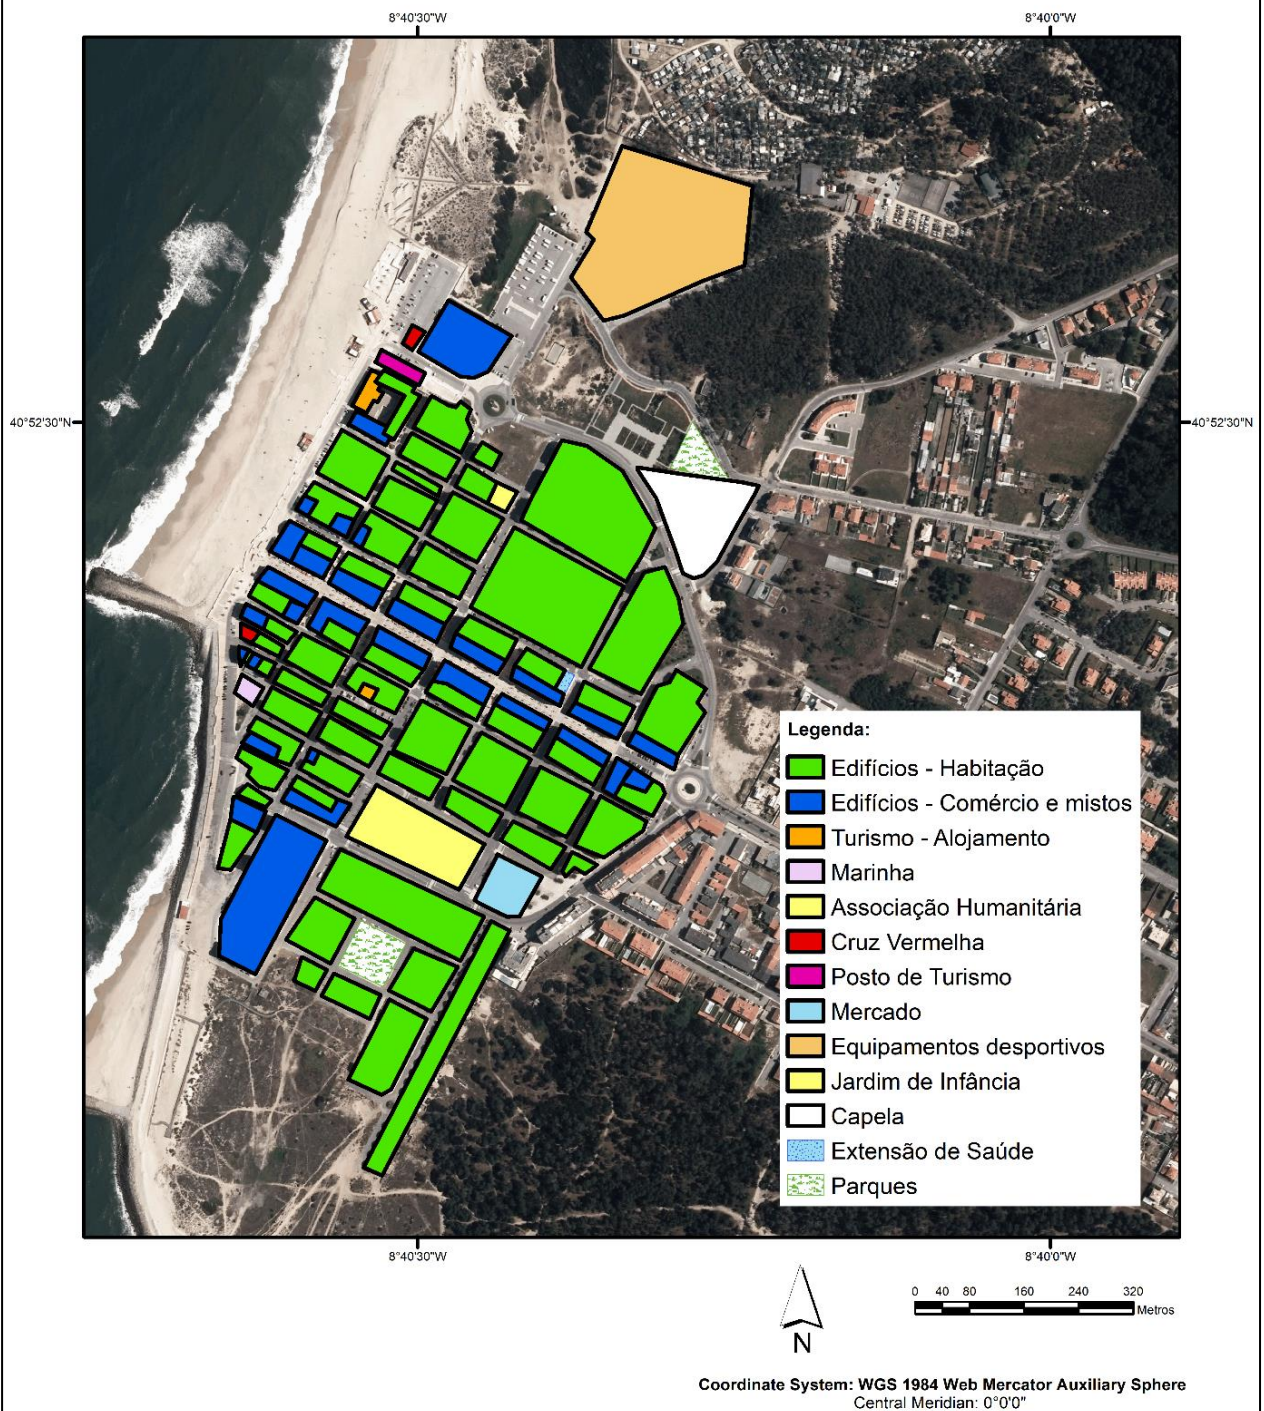 8°40'30"W 8°40'0"W
40°52'30"N 40°52'30"N
Legenda:
Edifícios - Habitação
Edifícios - Comércio e mistos
Turismo - Alojamento
Marinha
Associação Humanitária
Cruz Vermelha
Posto de Turismo
Mercado
Equipamentos desportivos
Jardim de Infância
Capela
Extensão de Saúde
Parques
8°40'30"W 8°40'0"W
0 40 80 160 240 320
Metros
N
Coordinate System: WGS 1984 Web Mercator Auxiliary Sphere
Central Meridian: 0°0'0"